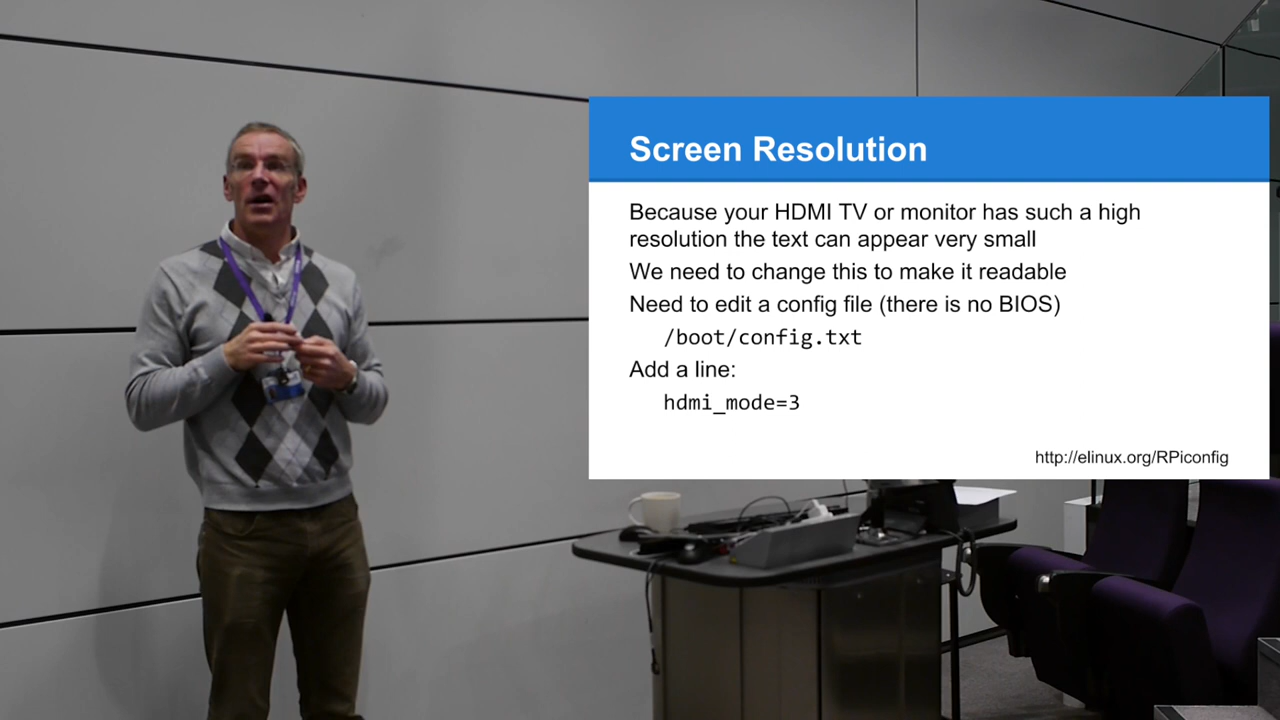 Screen Resolution
Because your HDMI TV or monitor has such a high
resolution the text can appear very small
We need to change this to make it readable
Need to edit a config file (there is no BIOS)
/boot/config.txt
Add a line:
hdmi_mode=3
http://elinux.org/RPiconfig